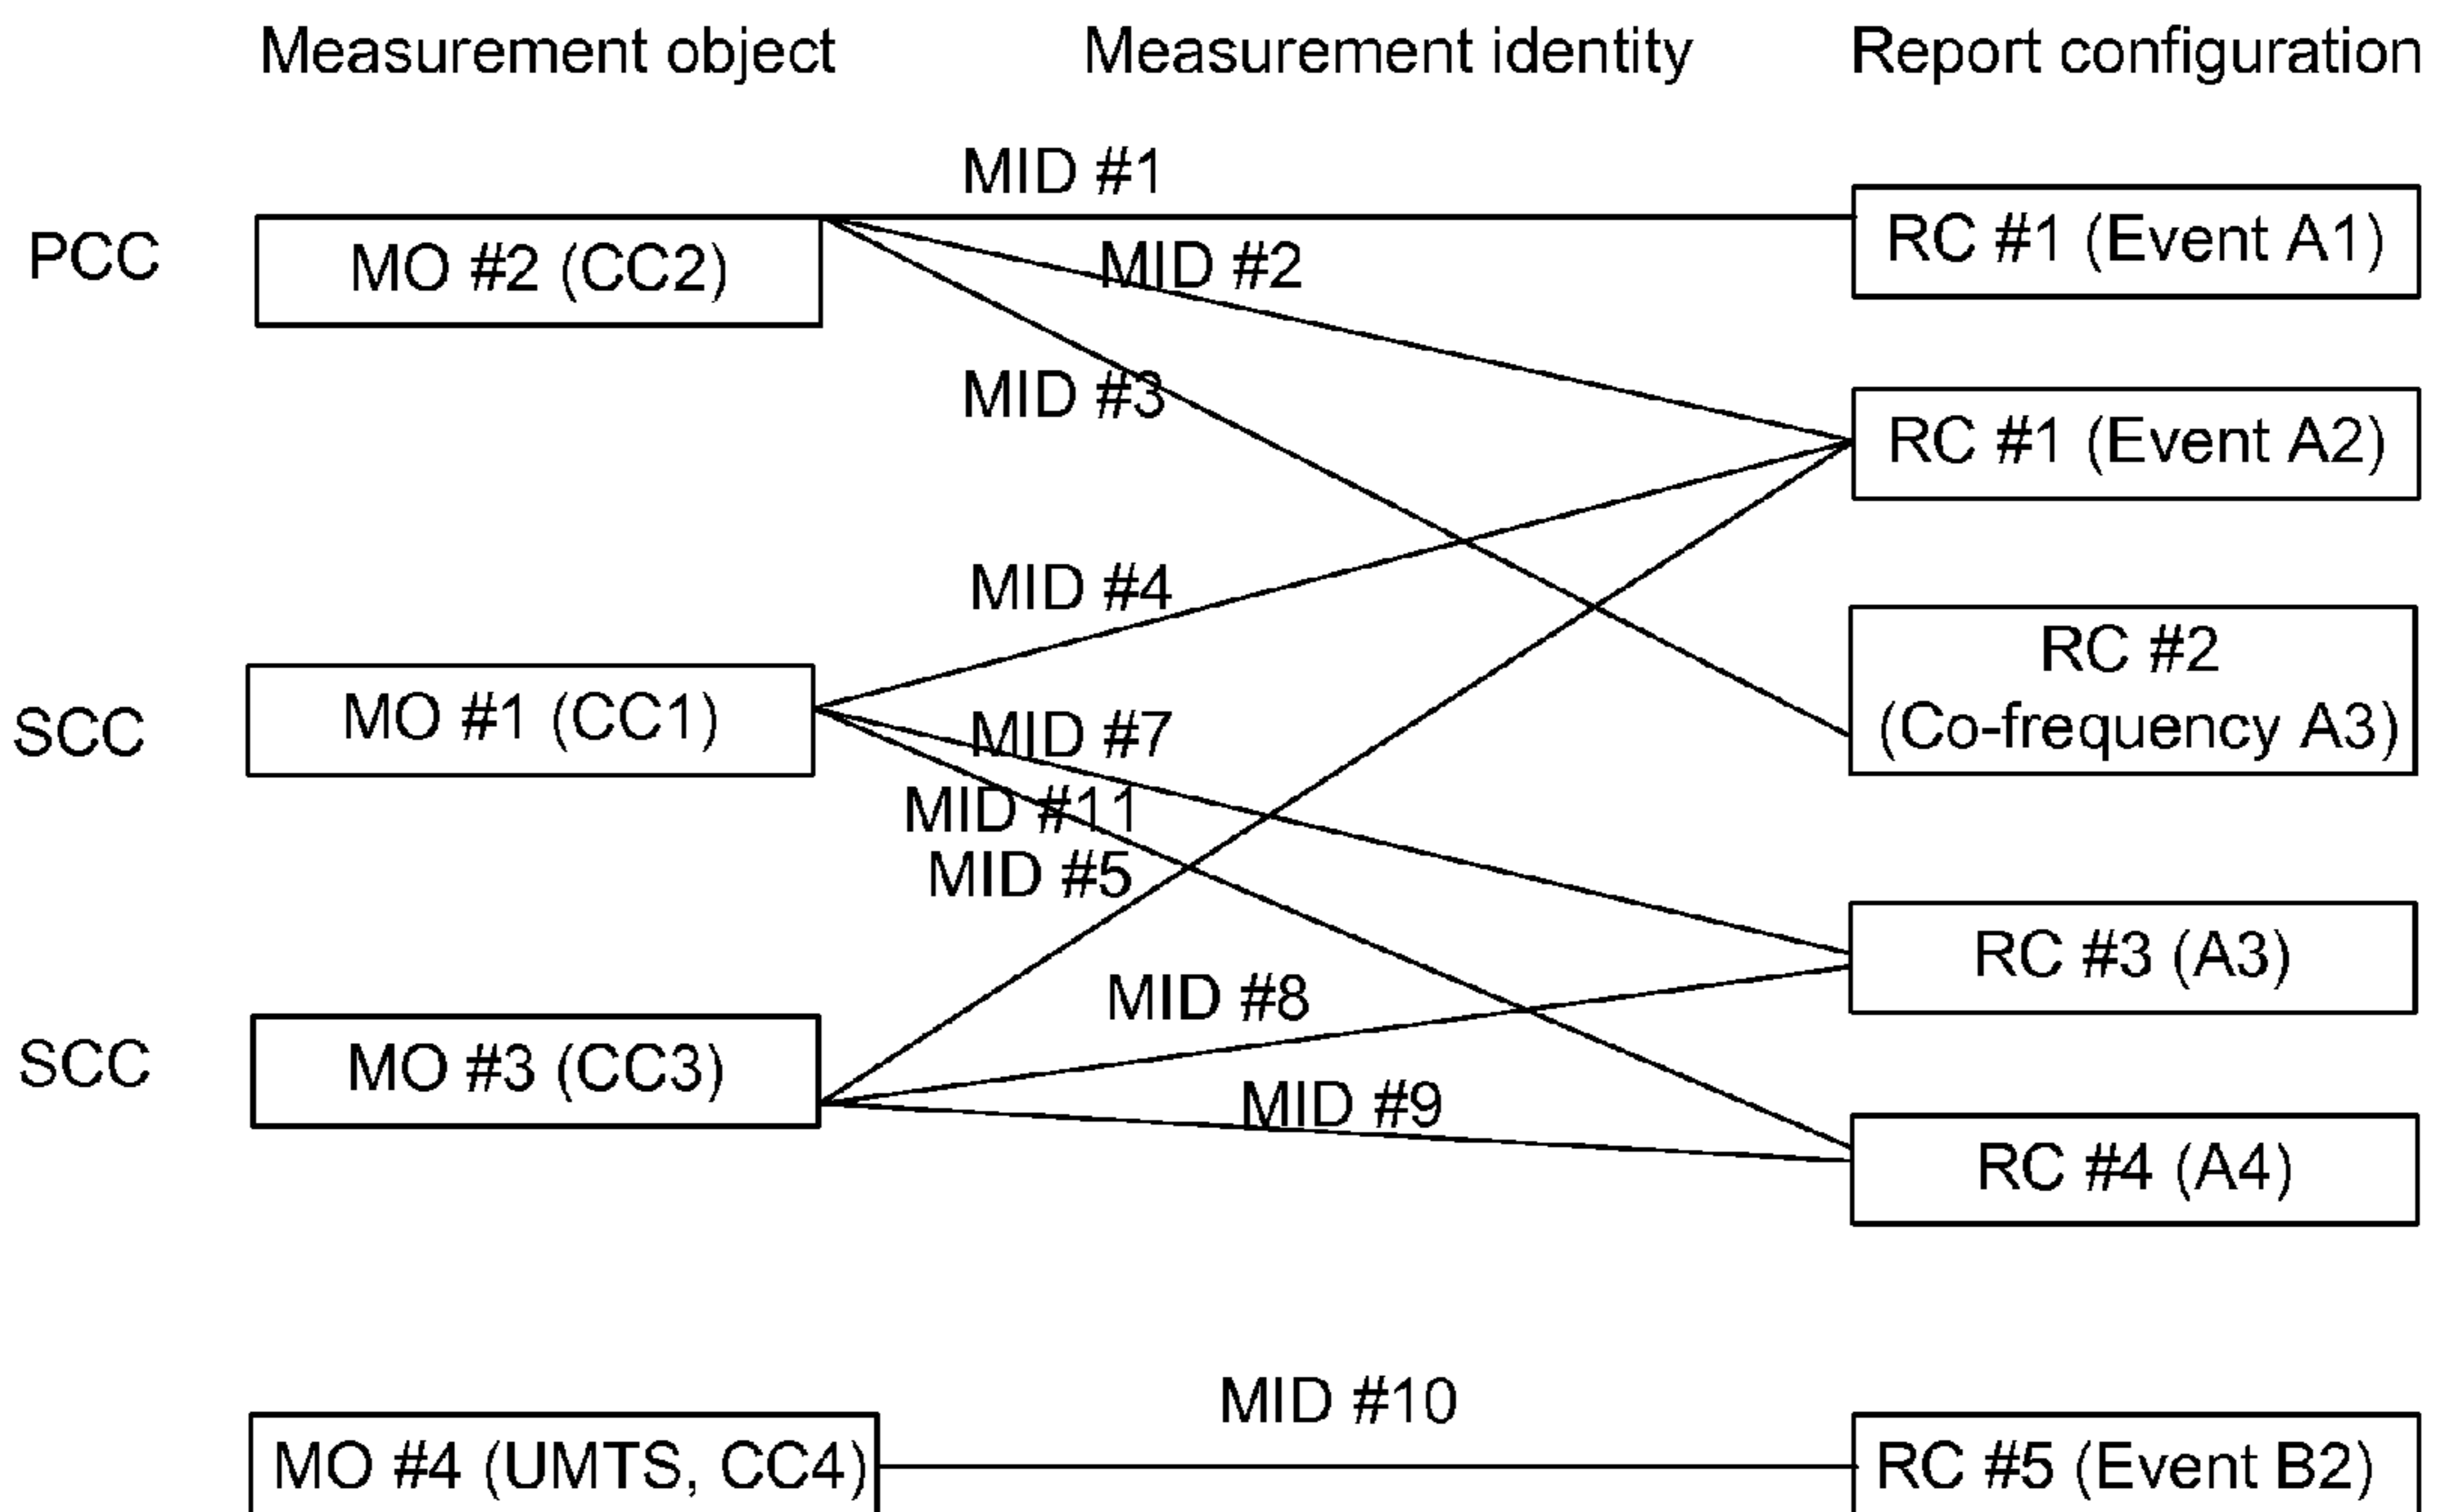 Measurement object Measurement identity Report configuration
MID #1
PCC MO #2 (CC2) RC #1 (Event A1)
MID #2
MID #3
RC #1 (Event A2)
MID #4
RC #2
(Co-frequency A3)
SCC MO #1 (CC1)
MID #7
MID #11
MID #5
RC #3 (A3)
MID #8
SCC MO #3 (CC3)
MID #9
RC #4 (A4)
MID #10
MO #4 (UMTS, CC4) RC #5 (Event B2)